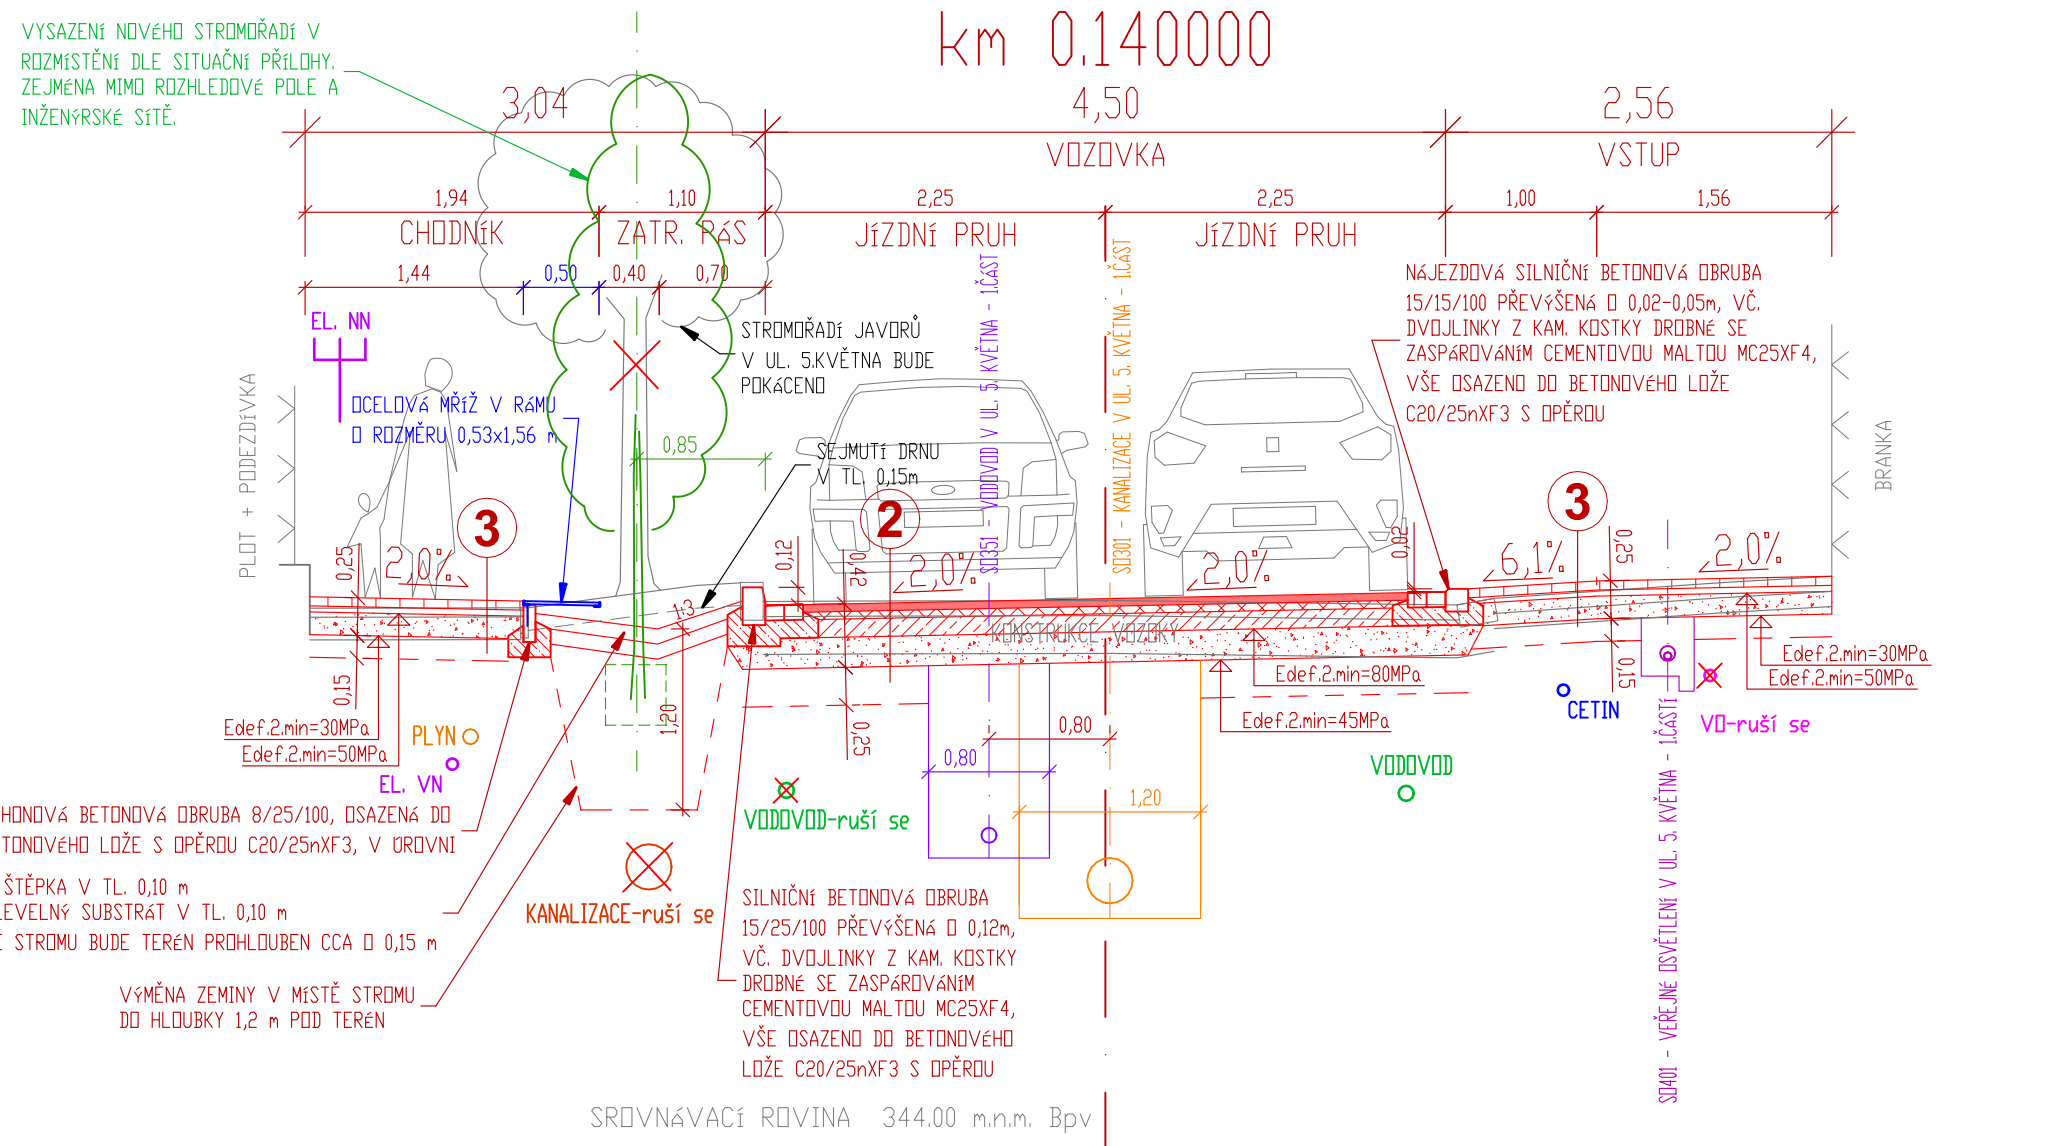 km 0.140000
VYSAZENÍ NOVÉHO STROMOŘADÍ V
ROZMÍSTĚNÍ DLE SITUAČNÍ PŘÍLOHY.
ZEJMÉNA MIMO ROZHLEDOVÉ POLE A
INŽENÝRSKÉ SÍTĚ.
3,04
4,50
2,56
VOZOVKA
VSTUP
1,94
1,10
2,25
2,25
1,00
1,56
CHODNÍK
ZATR. PÁS
JÍZDNÍ PRUH
JÍZDNÍ PRUH
1,44
0,50
0,40
0,70
EL. NN
STROMOŘADÍ JAVORŮ
V UL. 5.KVĚTNA BUDE
POKÁCENO
NÁJEZDOVÁ SILNIČNÍ BETONOVÁ OBRUBA
15/15/100 PŘEVÝŠENÁ O 0,02-0,05m, VČ.
DVOJLINKY Z KAM. KOSTKY DROBNÉ SE
ZASPÁROVÁNÍM CEMENTOVOU MALTOU MC25XF4,
VŠE OSAZENO DO BETONOVÉHO LOŽE
C20/25nXF3 S OPĚROU
PLOT + PODEZDÍVKA
OCELOVÁ MŘÍŽ V RÁMU
O ROZMĚRU 0,53x1,56 m
0,85
SEJMUTÍ DRNU
V TL. 0,15m
SO351 - VODOVOD V UL. 5. KVĚTNA - 1.ČÁST
SO301 - KANALIZACE V UL. 5. KVĚTNA - 1.ČÁST
BRANKA
3
2
3
0,25
2,0%
0,12
0,42
2,0%
2,0%
0,02
6,1%
0,25
2,0%
1:3
KONSTRUKCE VOZOKY
0,15
1,20
0,25
0,15
Edef.2.min=30MPa
Edef.2.min=50MPa
Edef.2.min=80MPa
Edef.2.min=45MPa
Edef.2.min=30MPa
Edef.2.min=50MPa
PLYN
EL. VN
0,80
0,80
1,20
CETIN
VO-ruší se
VODOVOD
VODOVOD-ruší se
KANALIZACE-ruší se
HONOVÁ BETONOVÁ OBRUBA 8/25/100, OSAZENÁ DO
TONOVÉHO LOŽE S OPĚROU C20/25nXF3, V ÚROVNI
ŠTĚPKA V TL. 0,10 m
LEVELNÝ SUBSTRÁT V TL. 0,10 m
STROMU BUDE TERÉN PROHLOUBEN CCA O 0,15 m
VÝMĚNA ZEMINY V MÍSTĚ STROMU
DO HLOUBKY 1,2 m POD TERÉN
SILNIČNÍ BETONOVÁ OBRUBA
15/25/100 PŘEVÝŠENÁ O 0,12m,
VČ. DVOJLINKY Z KAM. KOSTKY
DROBNÉ SE ZASPÁROVÁNÍM
CEMENTOVOU MALTOU MC25XF4,
VŠE OSAZENO DO BETONOVÉHO
LOŽE C20/25nXF3 S OPĚROU
SO401 - VEŘEJNÉ OSVĚTLENÍ V UL. 5. KVĚTNA - 1.ČÁSTÍ
SROVNÁVACÍ ROVINA 344.00 m.n.m. Bpv